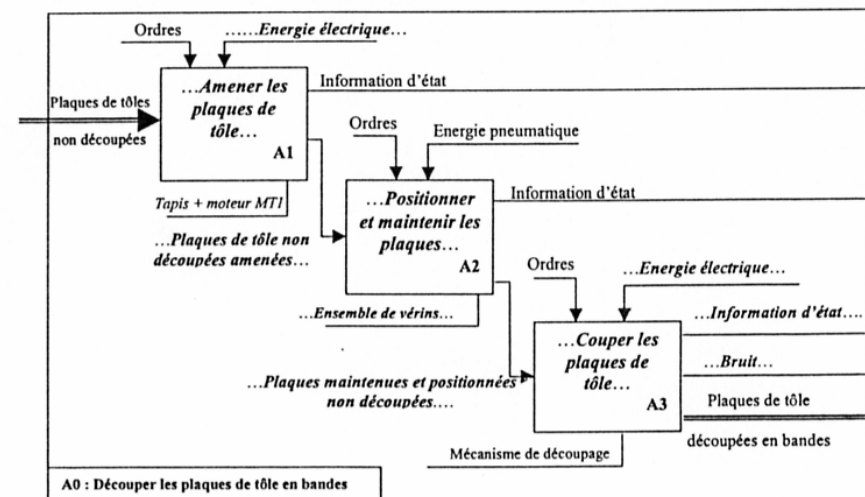 Ordres
……Energie électrique…
Plaques de tôles
non découpées
…Amener les
plaques de
tôle…
A1
Information d'état
Tapis + moteur MT1
…Plaques de tôle non
découpées amenées…
Ordres
Energie pneumatique
…Positionner
et maintenir les
plaques…
A2
Information d'état
…Ensemble de vérins…
Ordres
…Energie électrique…
…Couper les
plaques de
tôle…
A3
…Information d'état….
…Bruit…
Plaques de tôle
découpées en bandes
…Plaques maintenues et positionnées
non découpées….
Mécanisme de découpage
A0 : Découper les plaques de tôle en bandes